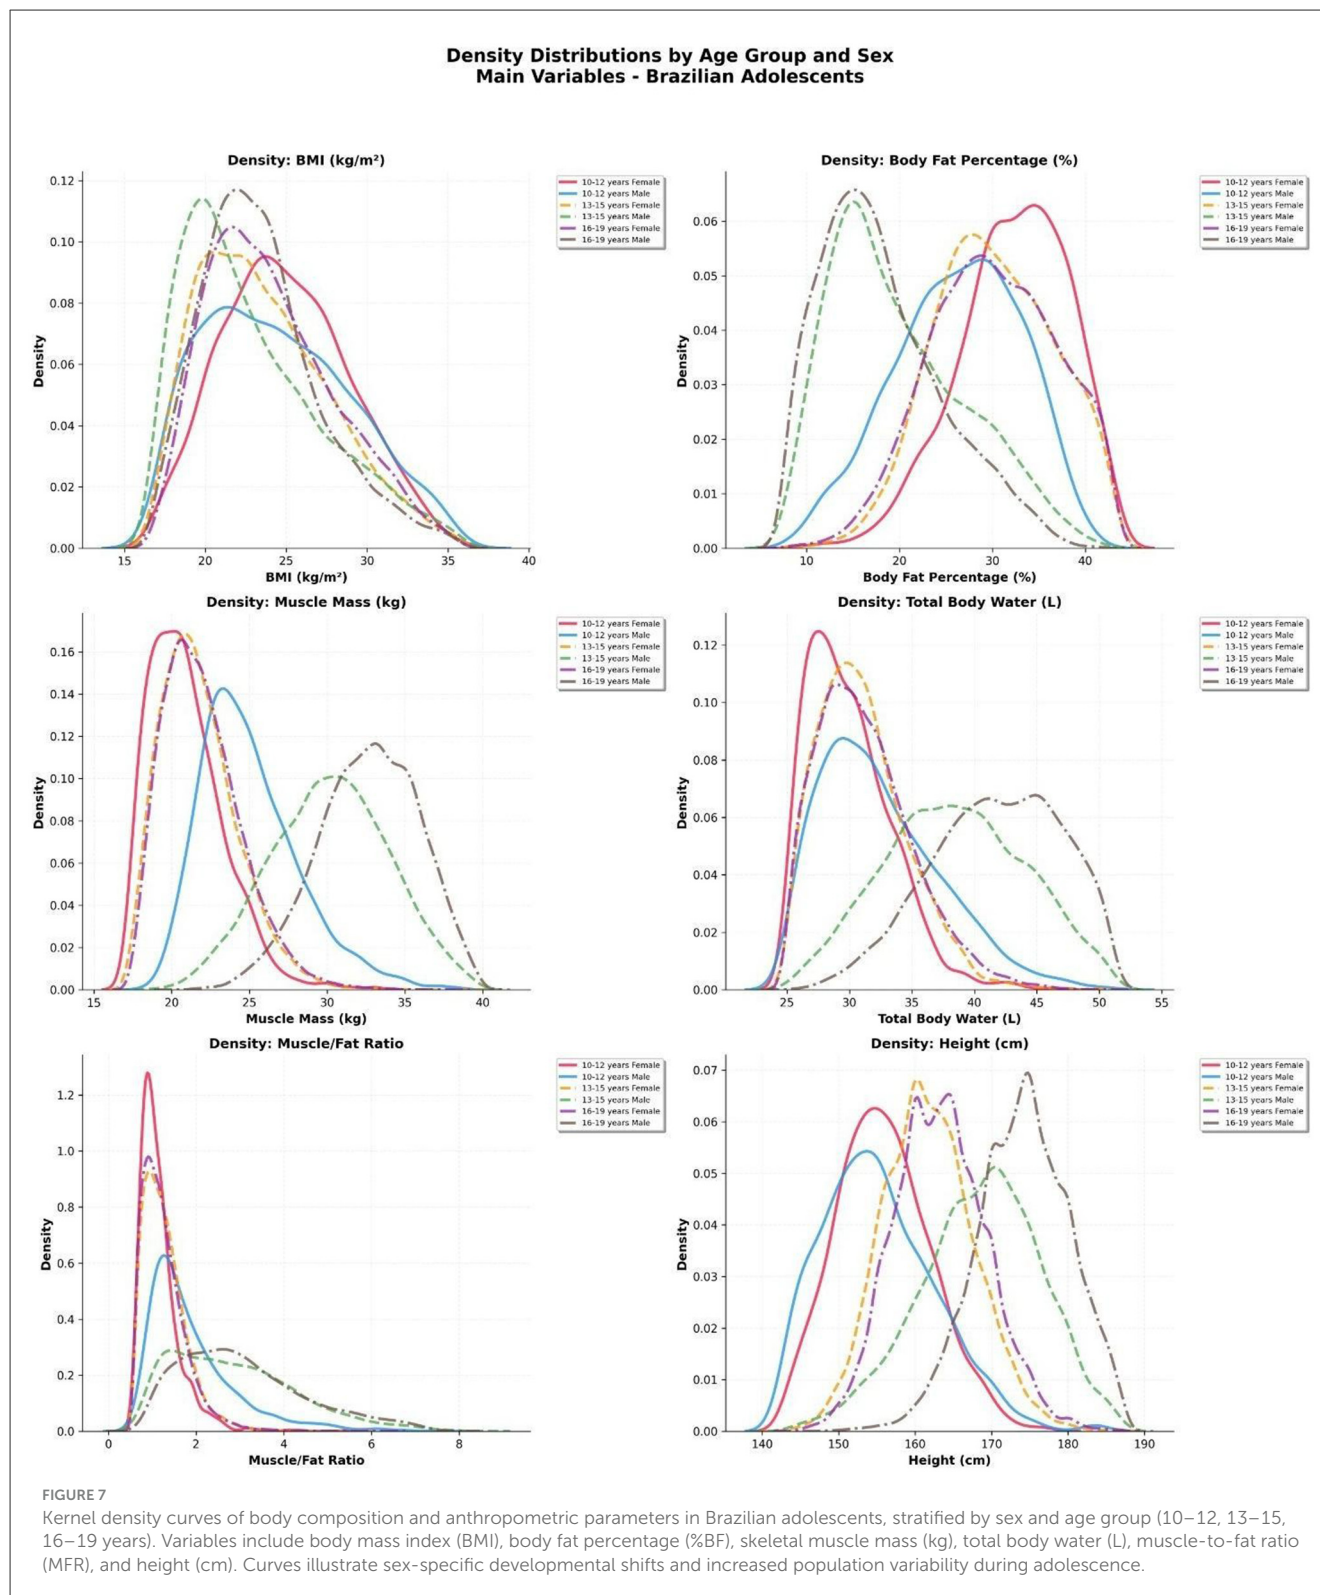 Density Distributions by Age Group and Sex
Main Variables - Brazilian Adolescents
Density: BMI (kg/m²)
0.12
0.10
0.08
0.06
0.04
0.02
0.00
Density
15
20
25
30
35
40
BMI (kg/m²)
10-12 years Female
10-12 years Male
13-15 years Female
13-15 years Male
16-19 years Female
16-19 years Male
Density: Body Fat Percentage (%)
0.06
0.05
0.04
0.03
0.02
0.01
0.00
Density
10
20
30
40
Body Fat Percentage (%)
10-12 years Female
10-12 years Male
13-15 years Female
13-15 years Male
16-19 years Female
16-19 years Male
Density: Muscle Mass (kg)
0.16
0.14
0.12
0.10
0.08
0.06
0.04
0.02
0.00
Density
15
20
25
30
35
40
Muscle Mass (kg)
10-12 years Female
10-12 years Male
13-15 years Female
13-15 years Male
16-19 years Female
16-19 years Male
Density: Total Body Water (L)
0.12
0.10
0.08
0.06
0.04
0.02
0.00
Density
25
30
35
40
45
50
55
Total Body Water (L)
10-12 years Female
10-12 years Male
13-15 years Female
13-15 years Male
16-19 years Female
16-19 years Male
Density: Muscle/Fat Ratio
1.2
1.0
0.8
0.6
0.4
0.2
0.0
Density
0
2
4
6
8
Muscle/Fat Ratio
10-12 years Female
10-12 years Male
13-15 years Female
13-15 years Male
16-19 years Female
16-19 years Male
Density: Height (cm)
0.07
0.06
0.05
0.04
0.03
0.02
0.01
0.00
Density
140
150
160
170
180
190
Height (cm)
10-12 years Female
10-12 years Male
13-15 years Female
13-15 years Male
16-19 years Female
16-19 years Male
FIGURE 7
Kernel density curves of body composition and anthropometric parameters in Brazilian adolescents, stratified by sex and age group (10–12, 13–15,
16–19 years). Variables include body mass index (BMI), body fat percentage (%BF), skeletal muscle mass (kg), total body water (L), muscle-to-fat ratio
(MFR), and height (cm). Curves illustrate sex-specific developmental shifts and increased population variability during adolescence.